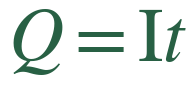 Q = It